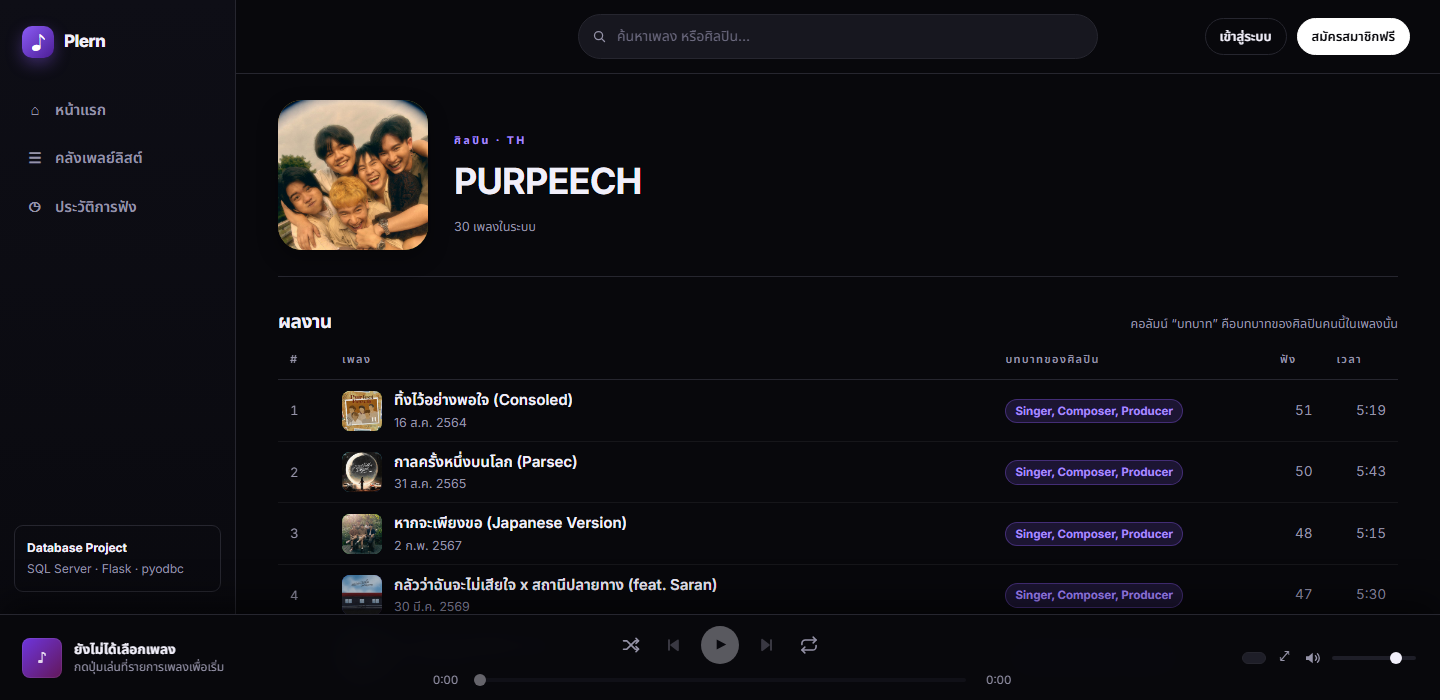 Plern
ค้นหาเพลง หรือศิลปิน...
เข้าสู่ระบบ
สมัครสมาชิกฟรี
หน้าแรก
คลังเพลย์ลิสต์
ประวัติการฟัง
ศิลปิน · TH
PURPEECH
30 เพลงในระบบ
ผลงาน
คอลัมน์ “บทบาท” คือบทบาทของศิลปินคนนี้ในเพลงนั้น
# เพลง บทบาทของศิลปิน ฟัง เวลา
1 ทิ้งไว้อย่างพอใจ (Consoled) Singer, Composer, Producer 51 5:19
16 ส.ค. 2564
2 กาลครั้งหนึ่งบนโลก (Parsec) Singer, Composer, Producer 50 5:43
31 ส.ค. 2565
3 หากจะเพียงขอ (Japanese Version) Singer, Composer, Producer 48 5:15
2 ก.พ. 2567
4 กลัวว่าฉันจะไม่เสียใจ x สถานีปลายทาง (feat. Saran) Singer, Composer, Producer 47 5:30
30 มี.ค. 2569
Database Project
SQL Server · Flask · pyodbc
ยังไม่ได้เลือกเพลง
กดปุ่มเล่นที่รายการเพลงเพื่อเริ่ม
0:00 0:00